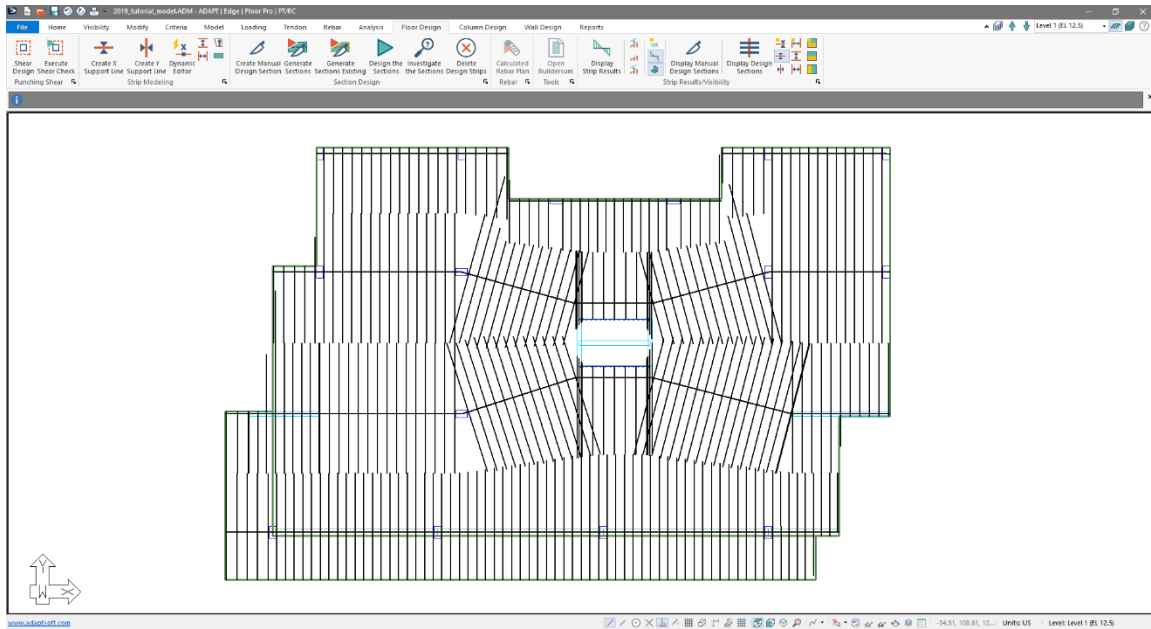 2019_tutorial_model.ADM - ADAPT | Edge | Floor Pro | PT/RC
File Home Visibility Modify Criteria Model Loading Tendon Rebar Analysis Floor Design Column Design Wall Design Reports Level 1 (EL 12.5)
Shear Execute Create X Create Y Dynamic Create Manual Generate Generate Design the Investigate Delete Calculated Open Display Display Manual Display Design
Design Shear Check Support Line Support Line Editor Design Section Sections Sections Existing Sections the Sections Design Strips Rebar Plan Buildersum Strip Results Design Sections Sections
Punching Shear Strip Modeling Section Design Rebar Tools Strip Results/Visibility
Y
W X
www.adaptsoft.com -54.51, 108.81, 12... Units: US Level: Level 1 (EL 12.5)